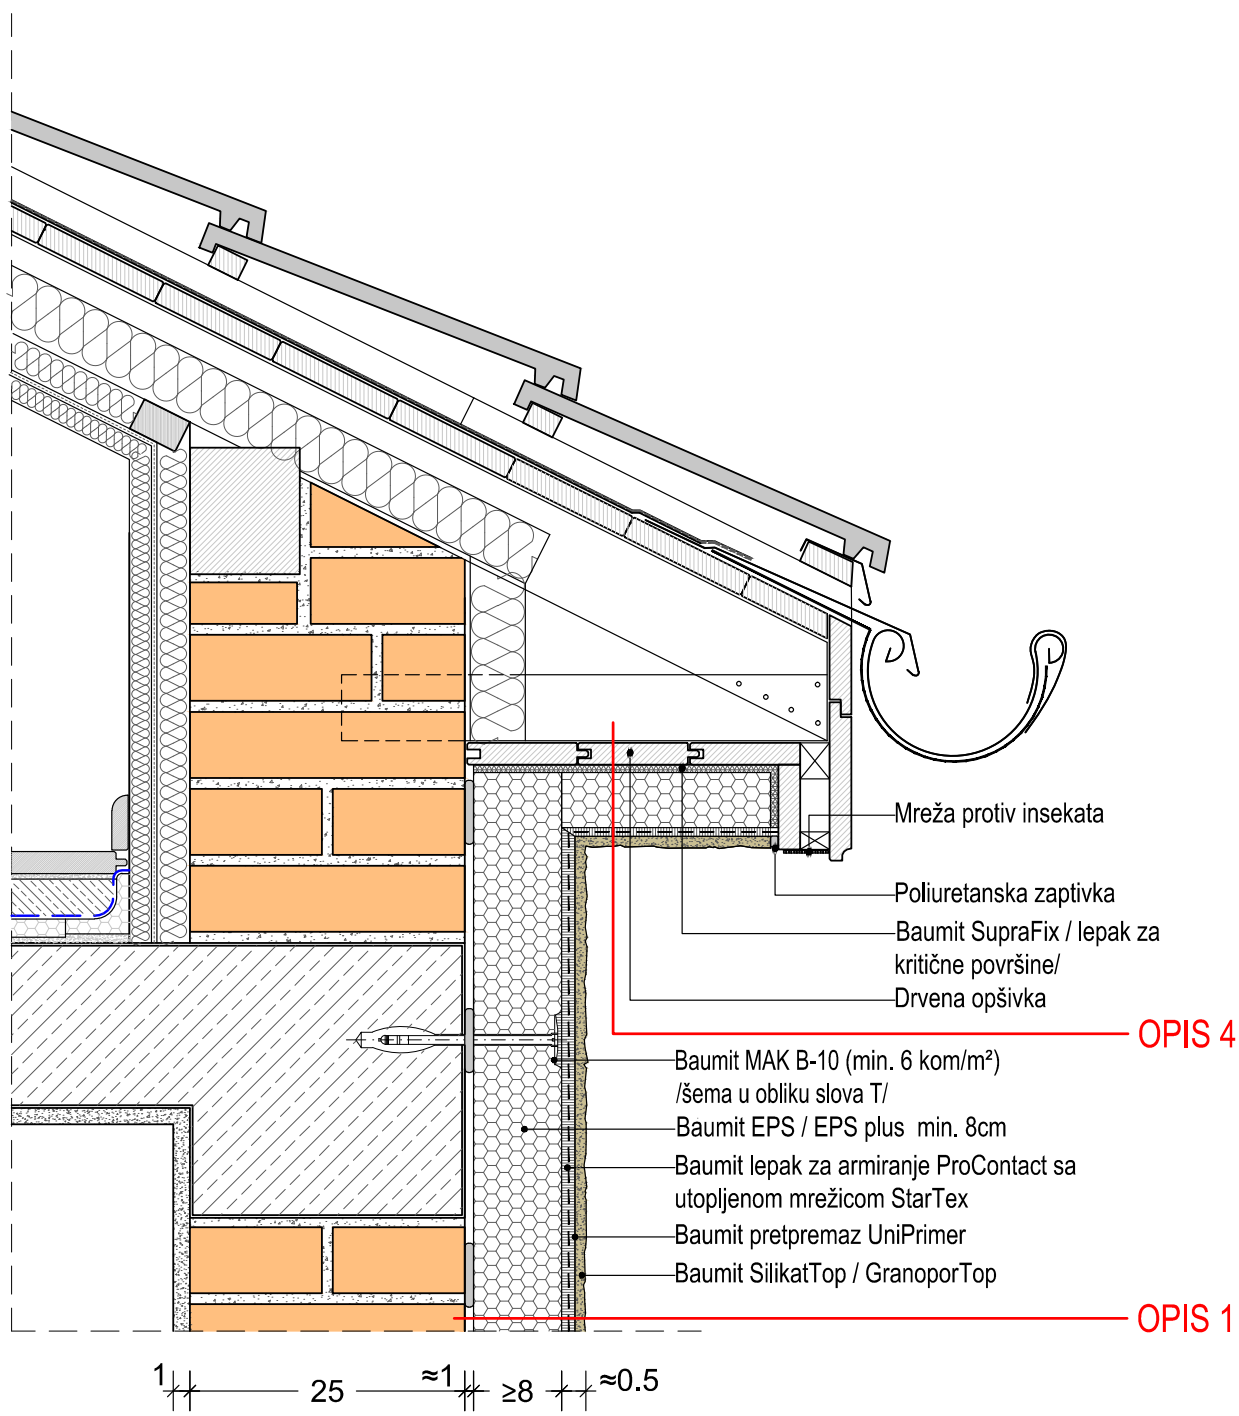 Mreža protiv insekata
Poliuretanska zaptivka
Baumit SupraFix / lepak za
kritične površine/
Drvena opšivka
OPIS 4
Baumit MAK B-10 (min. 6 kom/m²)
/šema u obliku slova T/
Baumit EPS / EPS plus min. 8cm
Baumit lepak za armiranje ProContact sa
utopljenom mrežicom StarTex
Baumit pretpremaz UniPrimer
Baumit SilikatTop / GranoporTop
OPIS 1
1 25 ≈1 ≥8 ≈0.5